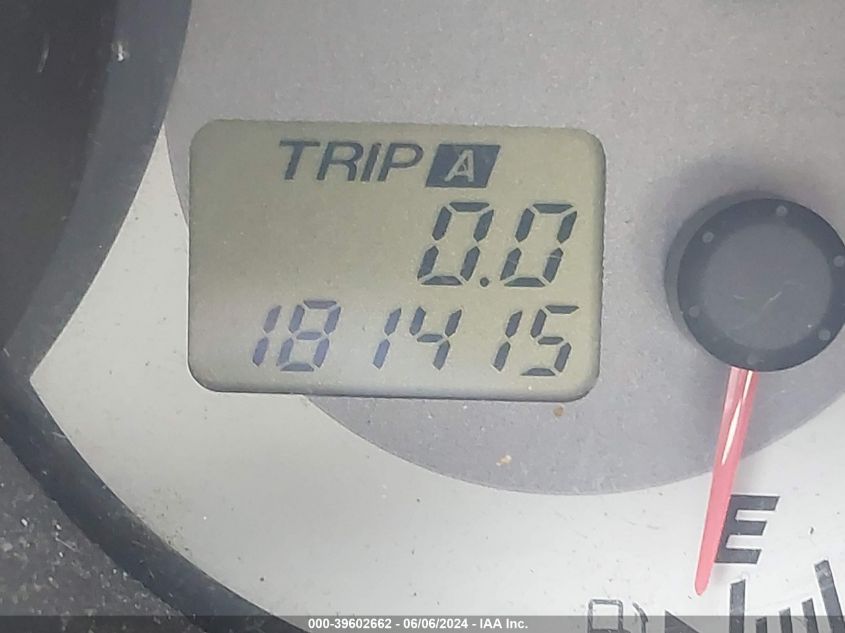 TRIP A
0.0
181415
E
000-39602662 - 06/06/2024 - IAA Inc.